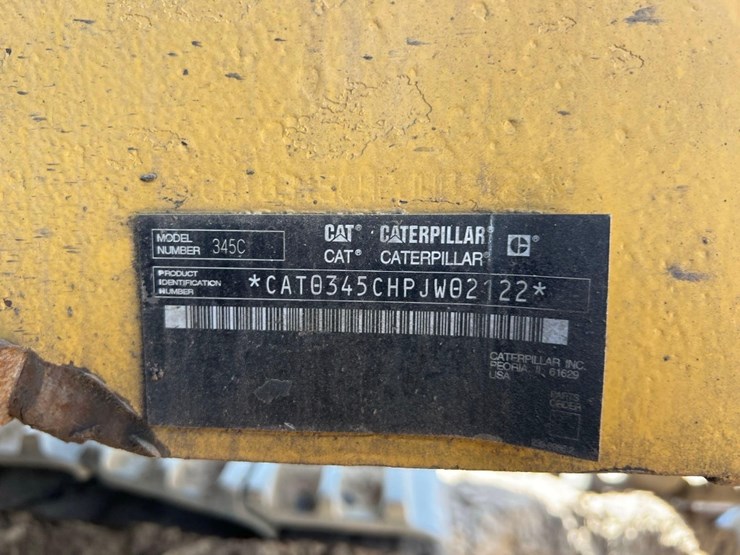 MODEL NUMBER 345C
CAT® CATERPILLAR® C®
CAT® CATERPILLAR®
PRODUCT IDENTIFICATION NUMBER *CAT0345CHPJW02122*
CATERPILLAR INC.
PEORIA, IL 61629
USA
PARTS
ORDER